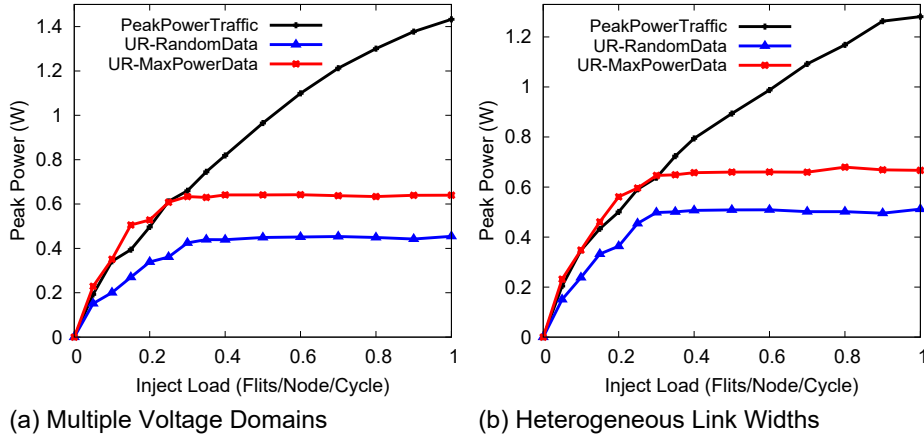 PeakPowerTraffic
UR-RandomData
UR-MaxPowerData
Peak Power (W)
1.4
1.2
1
0.8
0.6
0.4
0.2
0
0 0.2 0.4 0.6 0.8 1
Inject Load (Flits/Node/Cycle)
(a) Multiple Voltage Domains
PeakPowerTraffic
UR-RandomData
UR-MaxPowerData
Peak Power (W)
1.2
1
0.8
0.6
0.4
0.2
0
0 0.2 0.4 0.6 0.8 1
Inject Load (Flits/Node/Cycle)
(b) Heterogeneous Link Widths